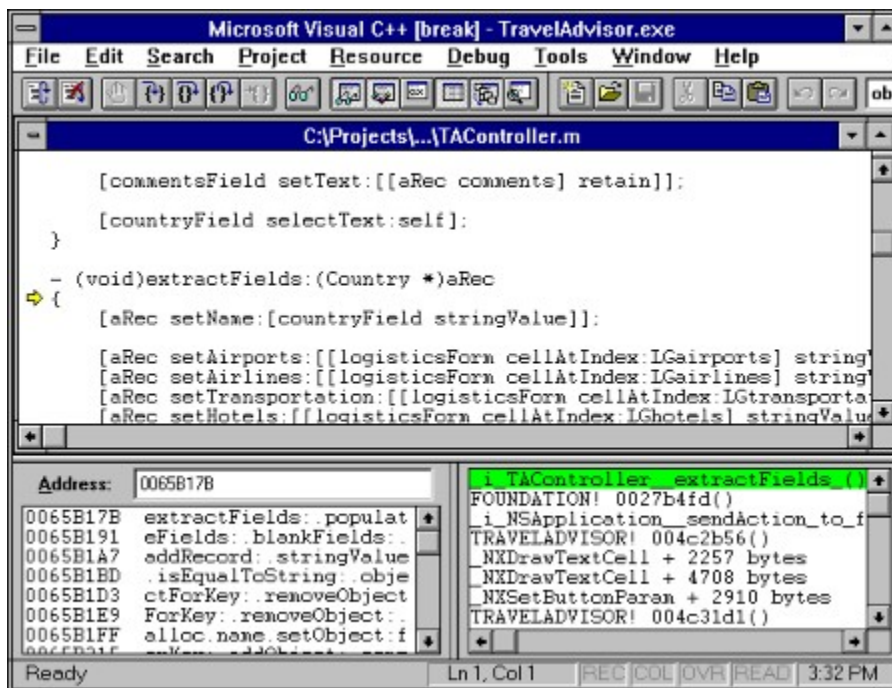 Microsoft Visual C++ [break] - TravelAdvisor.exe
File Edit Search Project Resource Debug Tools Window Help
ob
C:\Projects\...\TAController.m
[commentsField setText:[[aRec comments] retain]];
[countryField selectText:self];
}
- (void)extractFields:(Country *)aRec
{
[aRec setName:[countryField stringValue]];
[aRec setAirports:[[logisticsForm cellAtIndex:LGairports] string
[aRec setAirlines:[[logisticsForm cellAtIndex:LGairlines] string
[aRec setTransportation:[[logisticsForm cellAtIndex:LGtransporta
[aRec setHotels:[[logisticsForm cellAtIndex:LGhotels] stringValue
Address: 0065B17B
0065B17B extractFields:.populat
0065B191 eFields:.blankFields:.
0065B1A7 addRecord:.stringValue
0065B1BD .isEqualToString:.obje
0065B1D3 ctForKey:.removeObject
0065B1E9 ForKey:.removeObject:.
0065B1FF alloc.name.setObject:f
_i_TAController__extractFields_()
FOUNDATION! 0027b4fd()
_i_NSApplication__sendAction_to_f
TRAVELADVISOR! 004c2b56()
_NXDrawTextCell + 2257 bytes
_NXDrawTextCell + 4708 bytes
_NXSetButtonParam + 2910 bytes
TRAVELADVISOR! 004c31d1()
Ready Ln 1, Col 1 REC COL OVR READ 3:32 PM